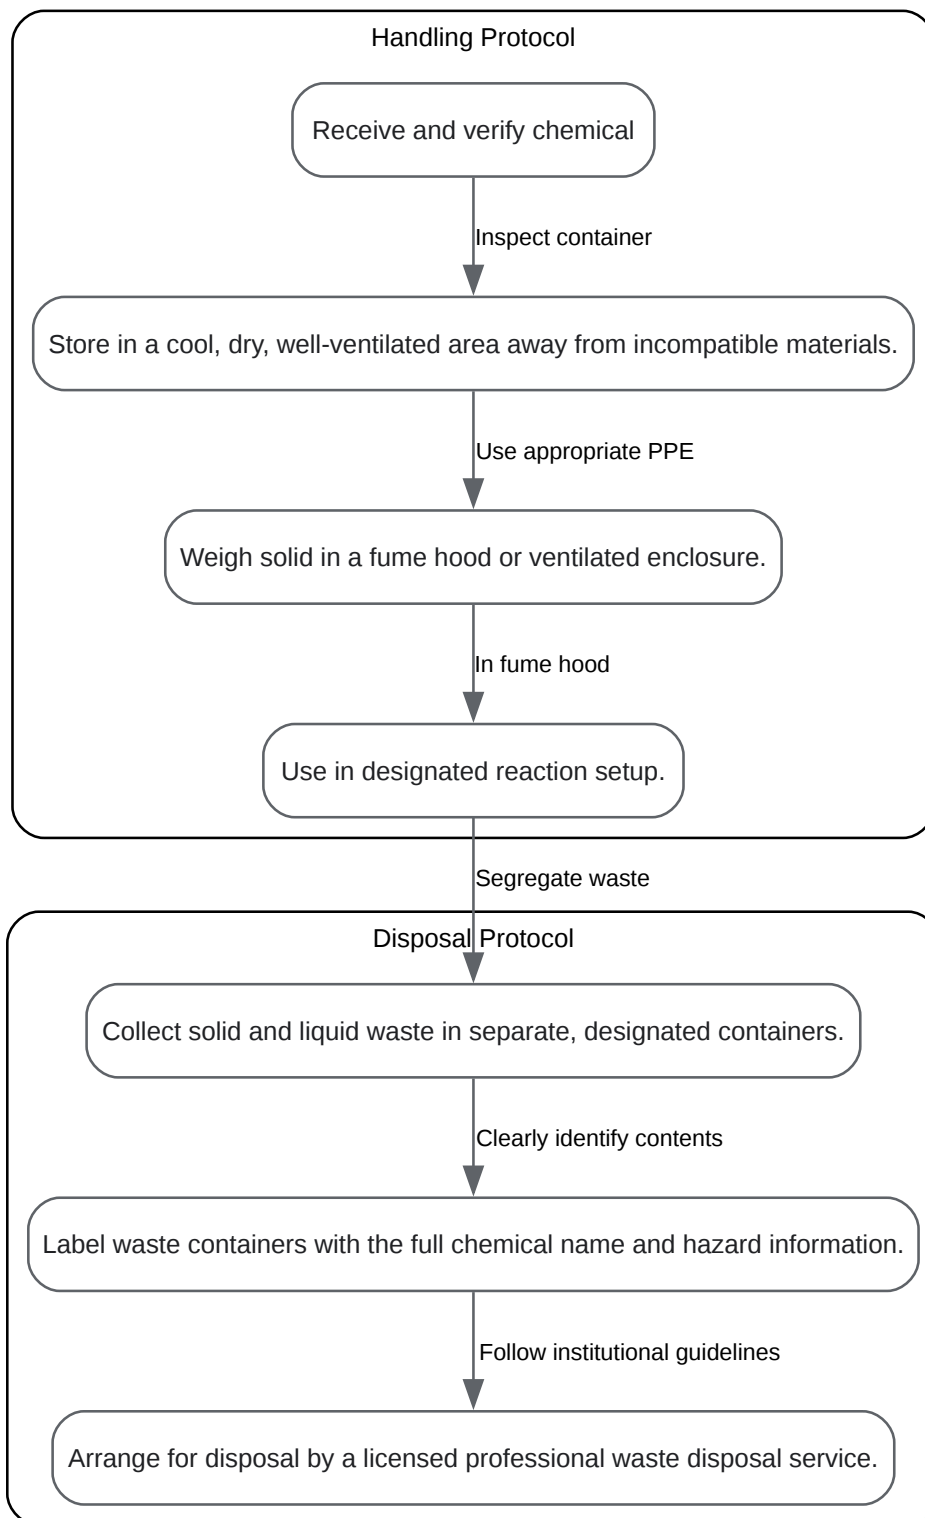 Handling Protocol
Receive and verify chemical
Inspect container
Store in a cool, dry, well-ventilated area away from incompatible materials.
Use appropriate PPE
Weigh solid in a fume hood or ventilated enclosure.
In fume hood
Use in designated reaction setup.
Segregate waste
Disposal Protocol
Collect solid and liquid waste in separate, designated containers.
Clearly identify contents
Label waste containers with the full chemical name and hazard information.
Follow institutional guidelines
Arrange for disposal by a licensed professional waste disposal service.